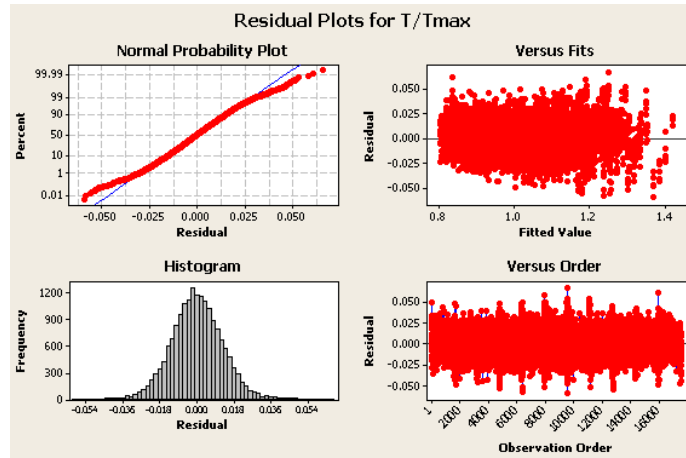 Residual Plots for T/Tmax
Normal Probability Plot
Versus Fits
Percent
99.99
99
90
50
10
1
0.01
-0.050 -0.025 0.000 0.025 0.050
Residual
Residual
0.050
0.025
0.000
-0.025
-0.050
0.8 1.0 1.2 1.4
Fitted Value
Histogram
Versus Order
Frequency
1200
900
600
300
0
-0.054 -0.036 -0.018 0.000 0.018 0.036 0.054
Residual
Residual
0.050
0.025
0.000
-0.025
-0.050
1 2000 4000 6000 8000 10000 12000 14000 16000
Observation Order